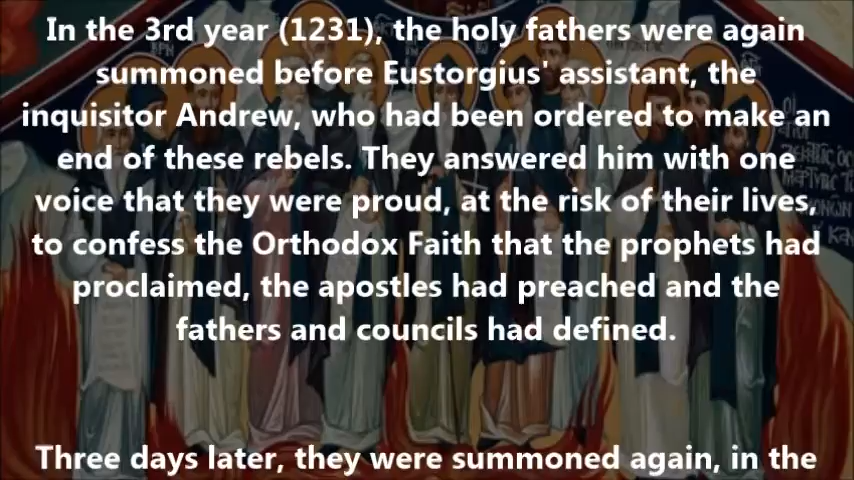 In the 3rd year (1231), the holy fathers were again
summoned before Eustorgius' assistant, the
inquisitor Andrew, who had been ordered to make an
end of these rebels. They answered him with one
voice that they were proud, at the risk of their lives,
to confess the Orthodox Faith that the prophets had
proclaimed, the apostles had preached and the
fathers and councils had defined.
Three days later, they were summoned again, in the